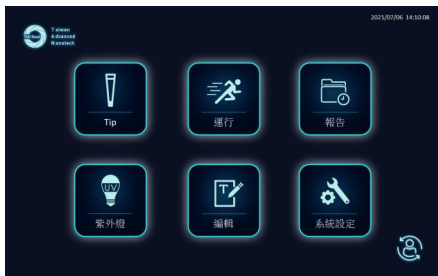 2021/07/06 14:10:08
Taiwan
Advanced
Nanotech
Tip
運行
報告
UV
紫外燈
T
編輯
系統設定